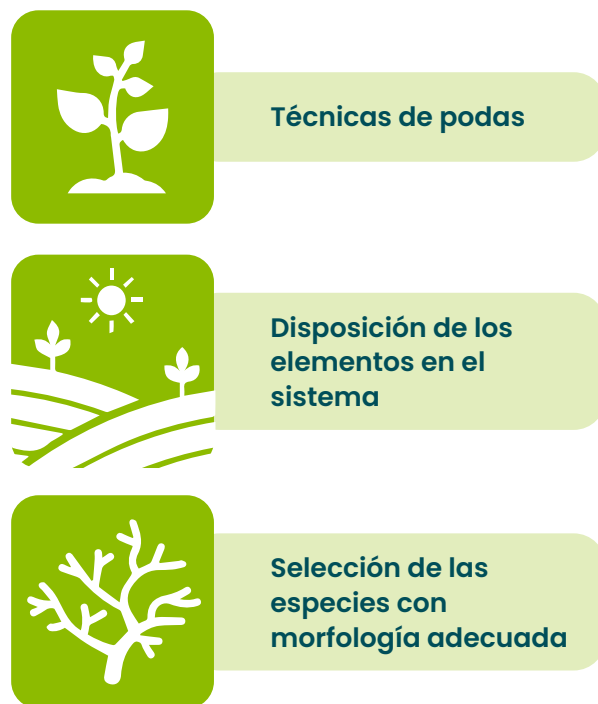 Técnicas de podas
Disposición de los
elementos en el
sistema
Selección de las
especies con
morfología adecuada